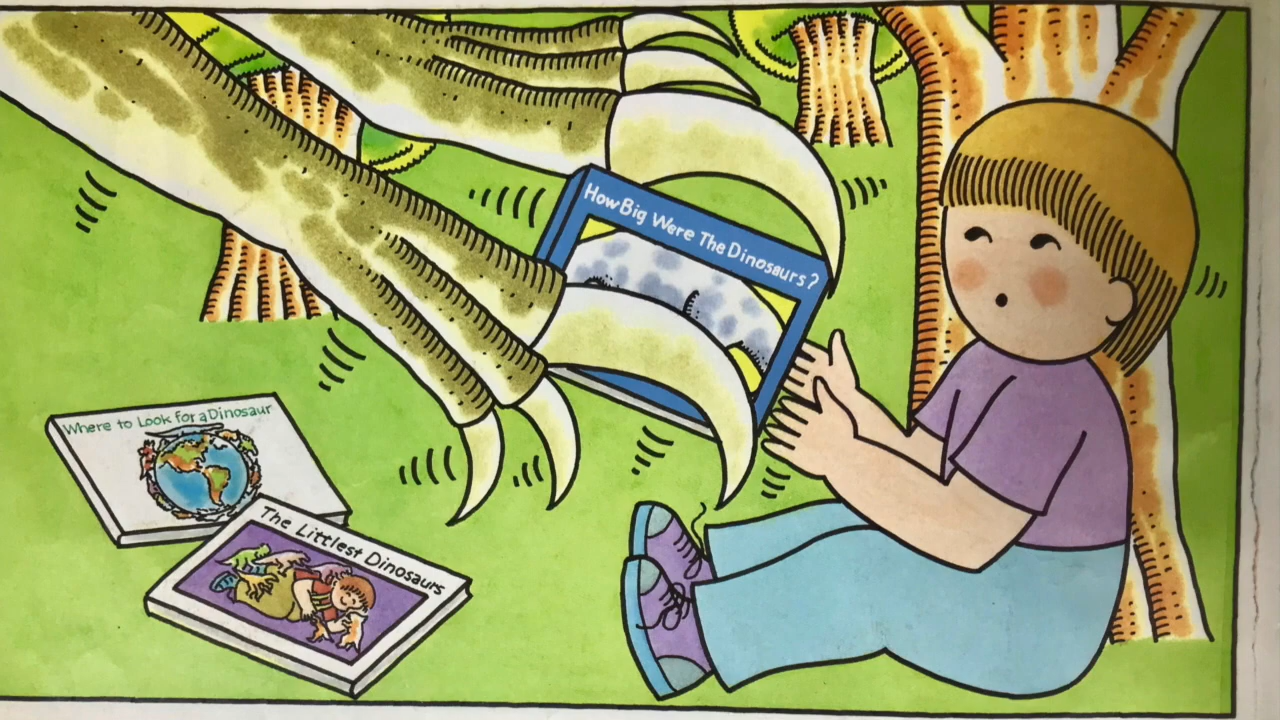 How Big Were The Dinosaurs?
Where to Look for a Dinosaur
The Littlest Dinosaurs